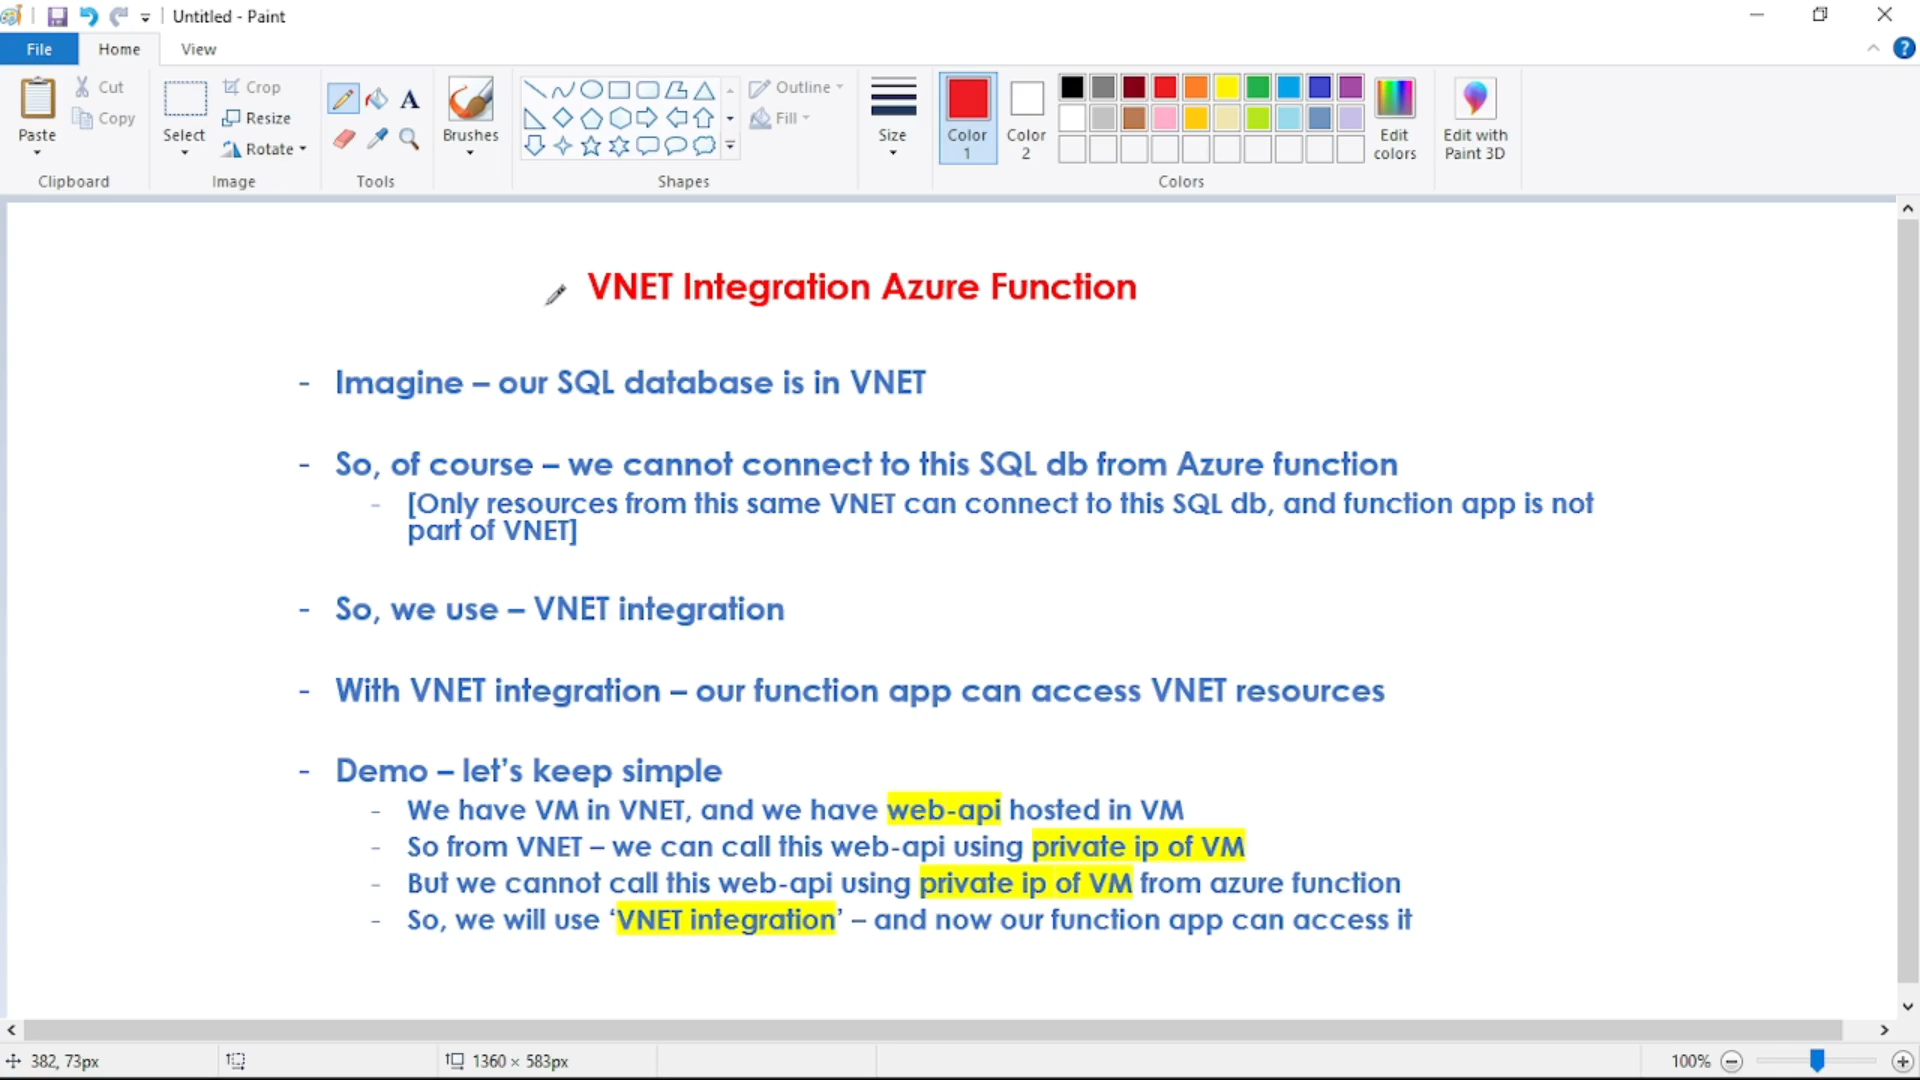 Untitled - Paint
File
Home
View
Paste
Cut
Copy
Clipboard
Select
Crop
Resize
Rotate
Image
A
Tools
Brushes
Shapes
Outline
Fill
Size
Color 1
Color 2
Edit colors
Edit with Paint 3D
Colors
?
VNET Integration Azure Function
- Imagine – our SQL database is in VNET
- So, of course – we cannot connect to this SQL db from Azure function
- [Only resources from this same VNET can connect to this SQL db, and function app is not
part of VNET]
- So, we use – VNET integration
- With VNET integration – our function app can access VNET resources
- Demo – let's keep simple
- We have VM in VNET, and we have web-api hosted in VM
- So from VNET – we can call this web-api using private ip of VM
- But we cannot call this web-api using private ip of VM from azure function
- So, we will use ‘VNET integration’ – and now our function app can access it
382, 73px
1360 × 583px
100%